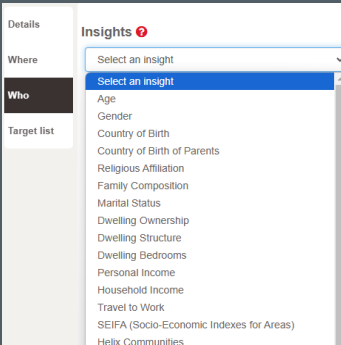 Details
Where
Who
Target list
Insights ?
Select an insight
Select an insight
Age
Gender
Country of Birth
Country of Birth of Parents
Religious Affiliation
Family Composition
Marital Status
Dwelling Ownership
Dwelling Structure
Dwelling Bedrooms
Personal Income
Household Income
Travel to Work
SEIFA (Socio-Economic Indexes for Areas)
Helix Communities